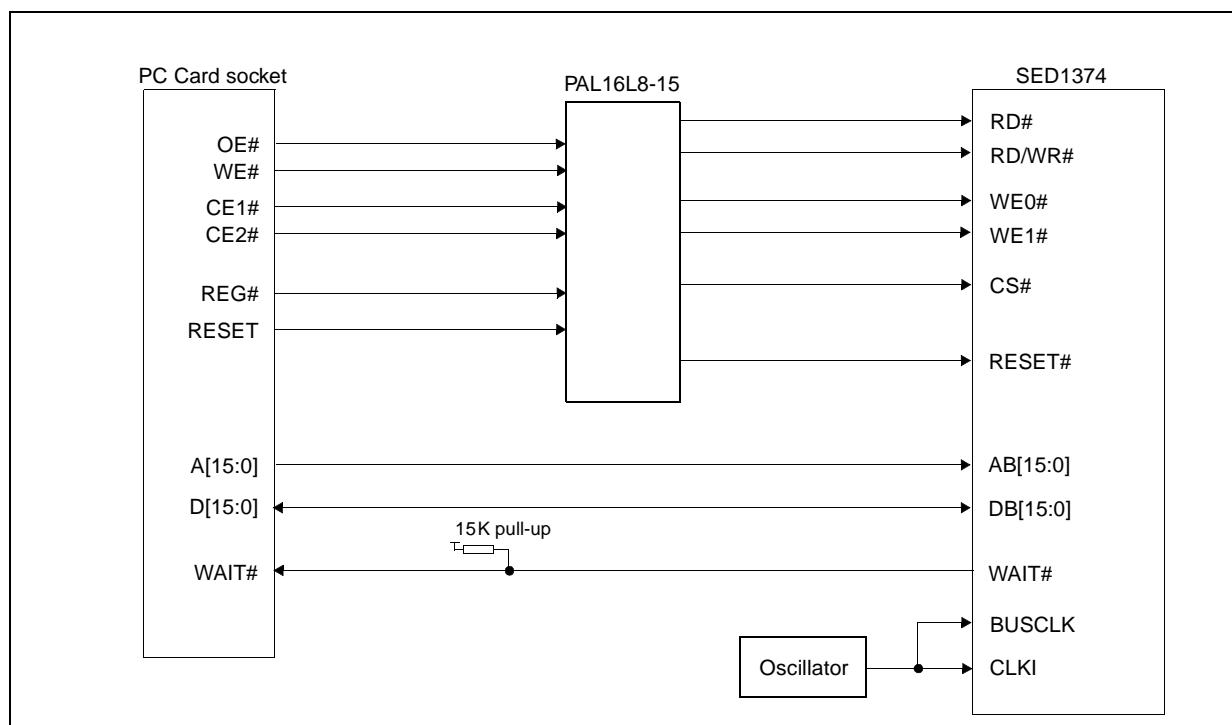 PC Card socket
PAL16L8-15
SED1374
OE#
WE#
CE1#
CE2#
REG#
RESET
A[15:0]
D[15:0]
WAIT#
RD#
RD/WR#
WE0#
WE1#
CS#
RESET#
AB[15:0]
DB[15:0]
15K pull-up
WAIT#
BUSCLK
CLKI
Oscillator